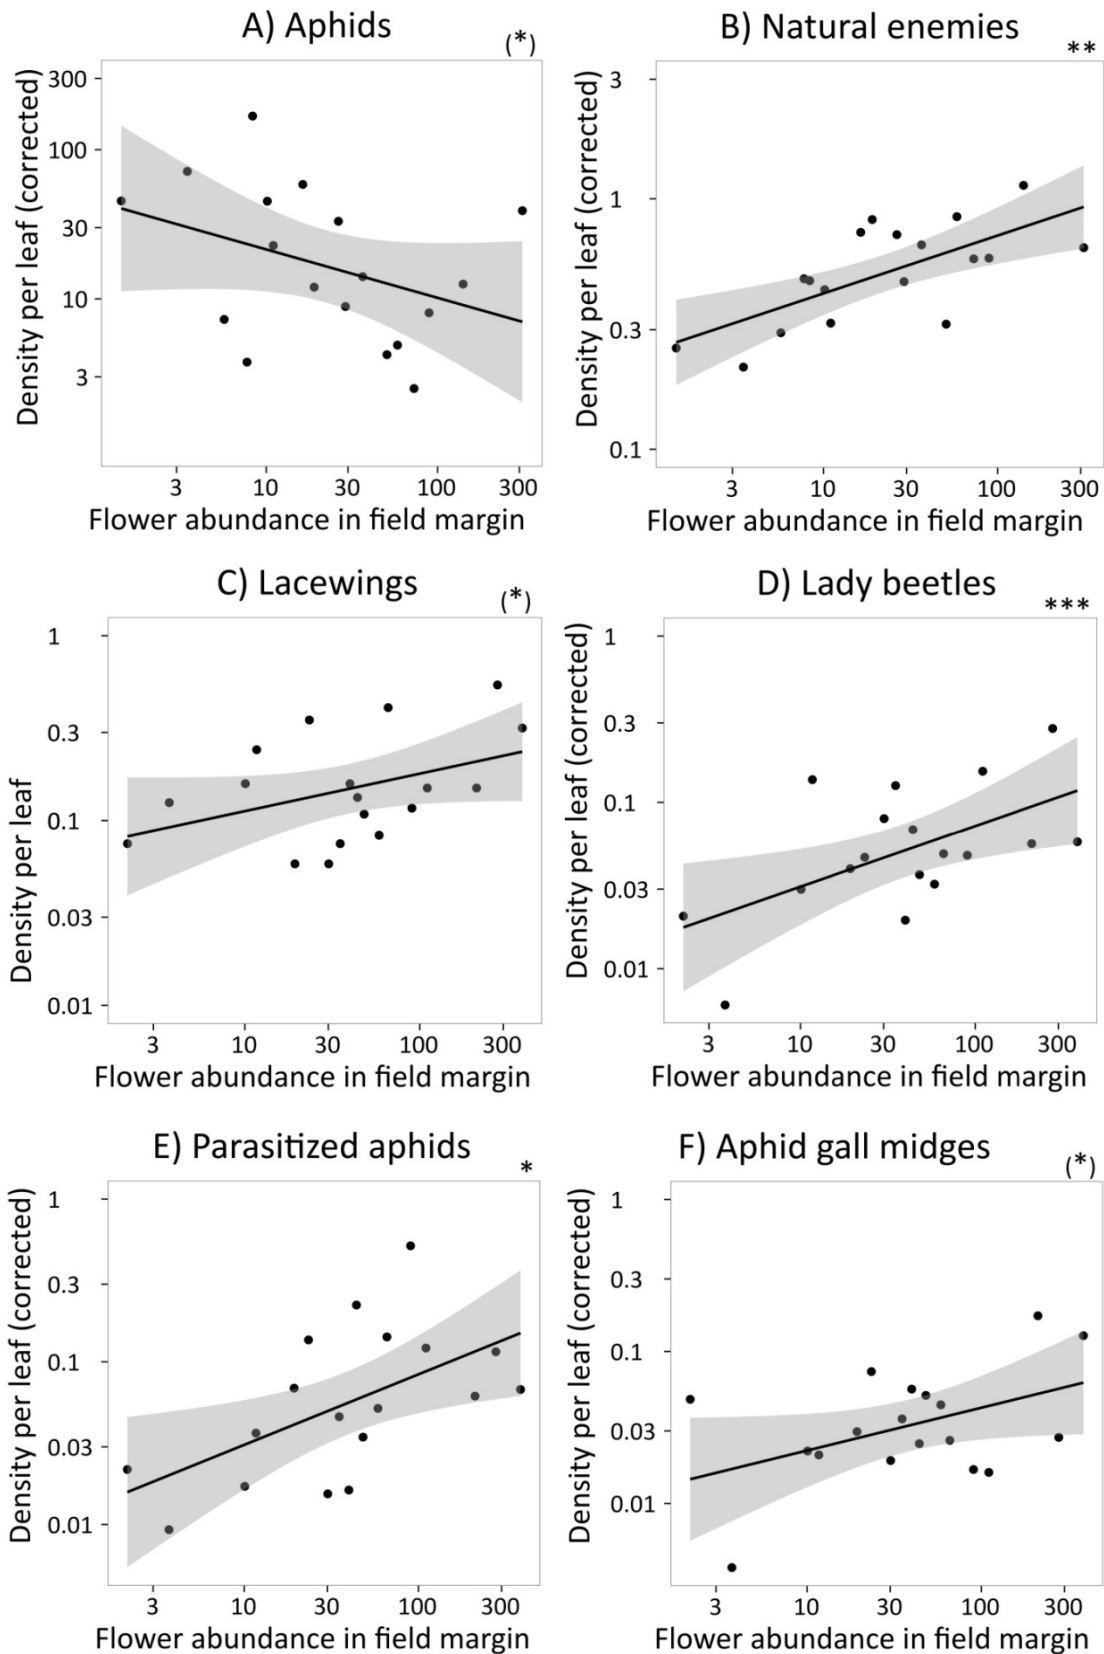 A) Aphids
(*)
Density per leaf (corrected)
300
100
30
10
3
3 10 30 100 300
Flower abundance in field margin
B) Natural enemies
**
Density per leaf (corrected)
3
1
0.3
0.1
3 10 30 100 300
Flower abundance in field margin
C) Lacewings
(*)
Density per leaf
1
0.3
0.1
0.03
0.01
3 10 30 100 300
Flower abundance in field margin
D) Lady beetles
***
Density per leaf (corrected)
1
0.3
0.1
0.03
0.01
3 10 30 100 300
Flower abundance in field margin
E) Parasitized aphids
*
Density per leaf (corrected)
1
0.3
0.1
0.03
0.01
3 10 30 100 300
Flower abundance in field margin
F) Aphid gall midges
(*)
Density per leaf (corrected)
1
0.3
0.1
0.03
0.01
3 10 30 100 300
Flower abundance in field margin